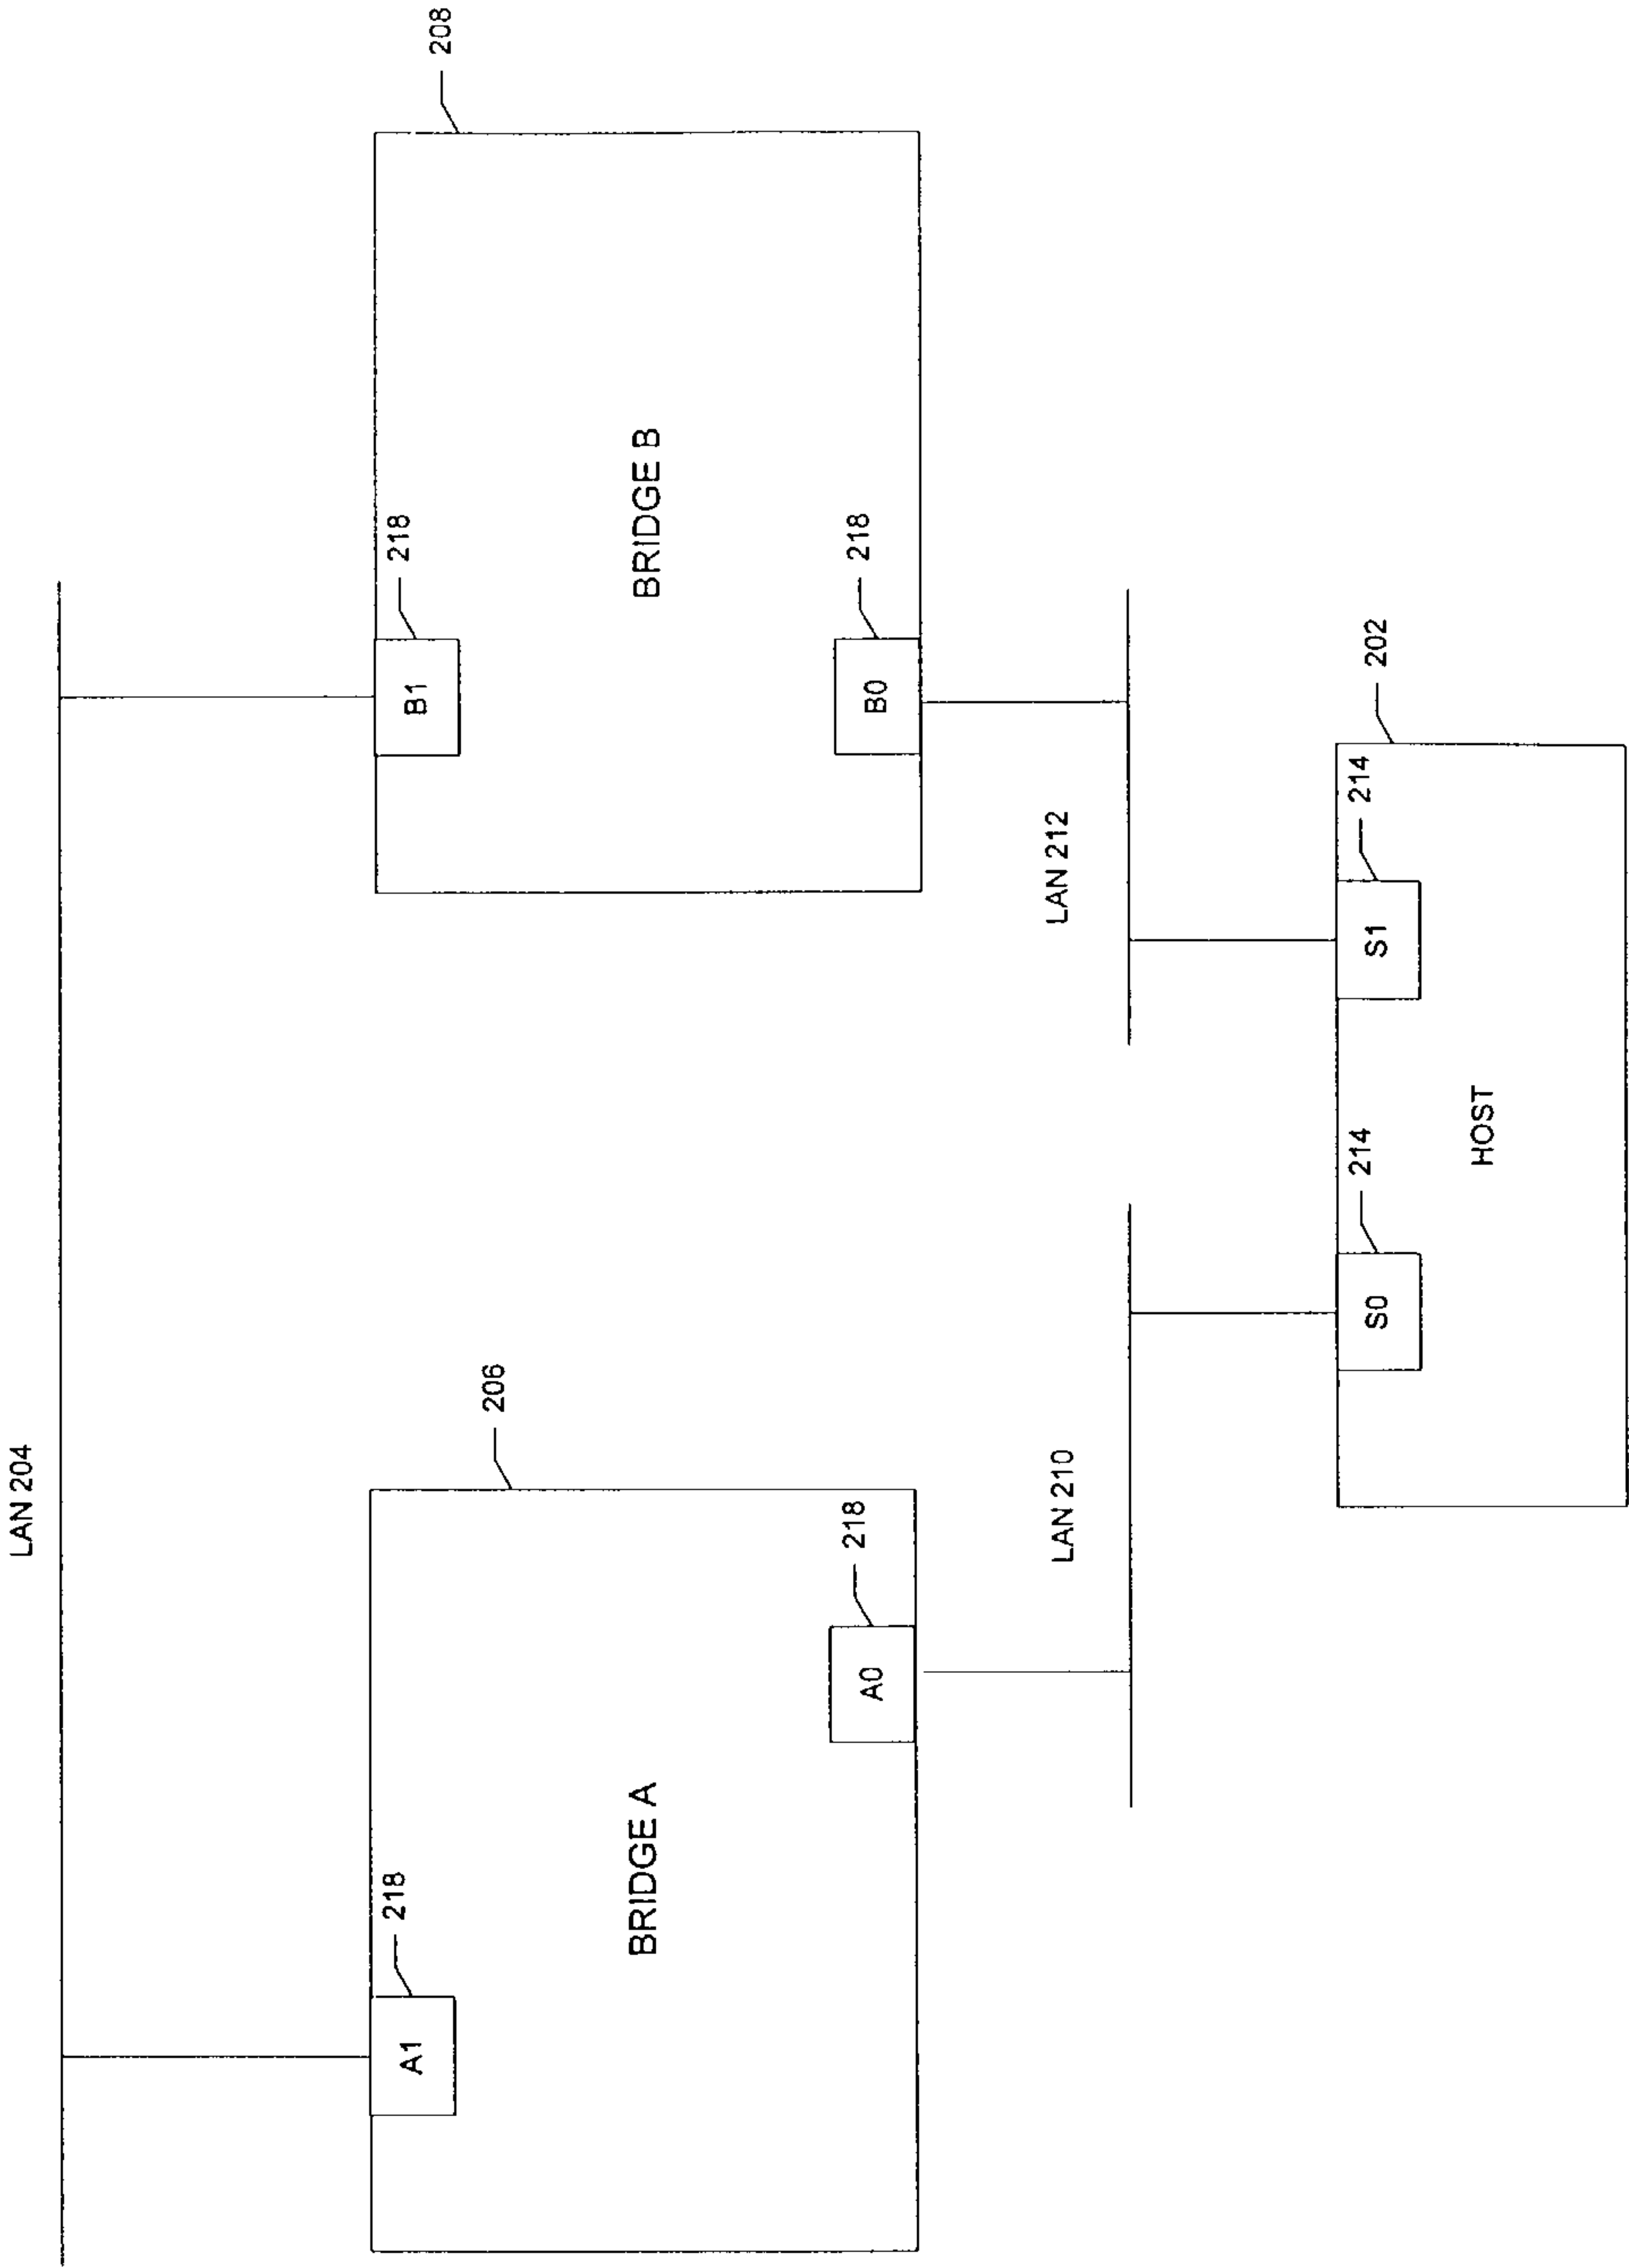 LAN 204
208
218
B1
BRIDGE B
218
B0
206
218
A1
BRIDGE A
218
A0
LAN 210
LAN 212
202
214
S0
214
S1
HOST